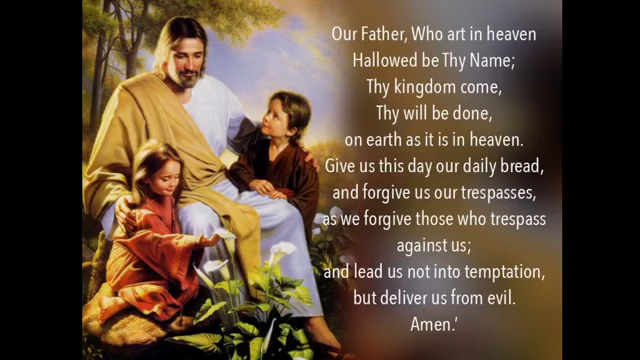 Our Father, Who art in heaven
Hallowed be Thy Name;
Thy kingdom come,
Thy will be done,
on earth as it is in heaven.
Give us this day our daily bread,
and forgive us our trespasses,
as we forgive those who trespass
against us;
and lead us not into temptation,
but deliver us from evil.
Amen.’